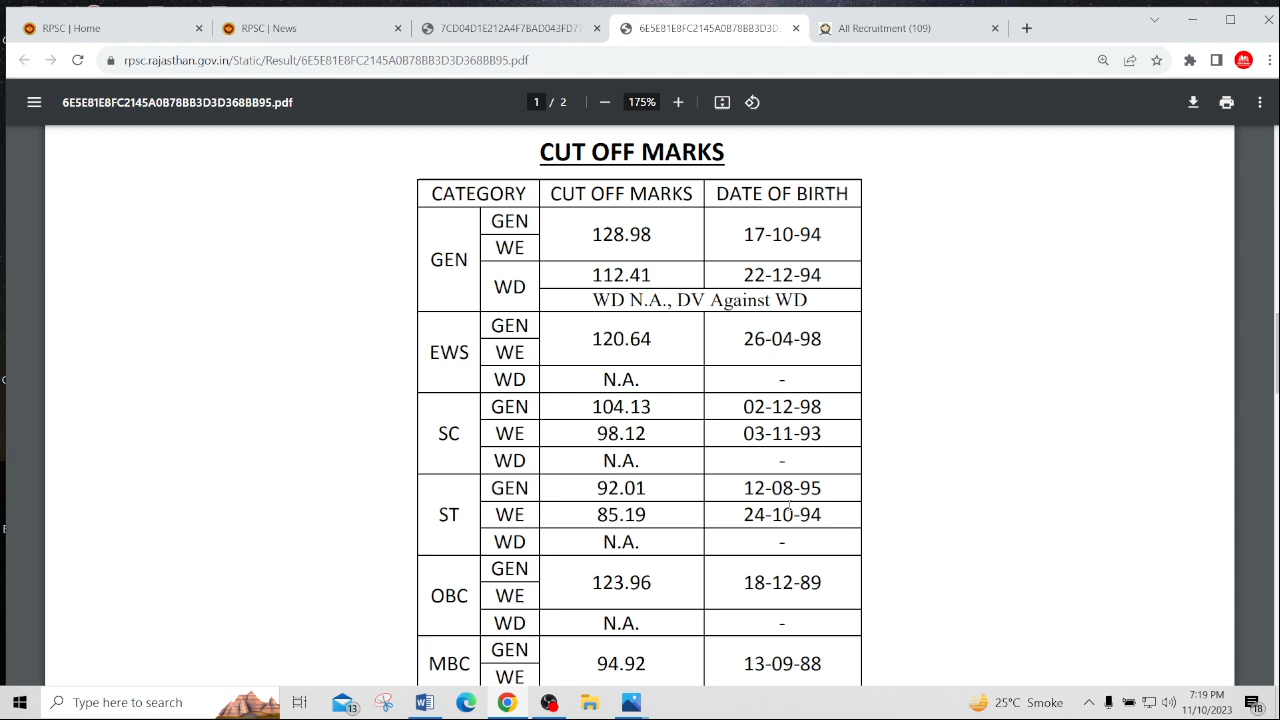 RPSC | Home
RPSC | News
7CD04D1E212A4F7BAD043FD77
6E5E81E8FC2145A0B78BB3D3D
All Recruitment (109)
rpsc.rajasthan.gov.in/Static/Result/6E5E81E8FC2145A0B78BB3D3D368BB95.pdf
6E5E81E8FC2145A0B78BB3D3D368BB95.pdf 1 / 2 175%
CUT OFF MARKS
CATEGORY CUT OFF MARKS DATE OF BIRTH
GEN GEN 128.98 17-10-94
WE
WD 112.41 22-12-94
WD N.A., DV Against WD
EWS GEN 120.64 26-04-98
WE
WD N.A. -
SC GEN 104.13 02-12-98
WE 98.12 03-11-93
WD N.A. -
ST GEN 92.01 12-08-95
WE 85.19 24-10-94
WD N.A. -
OBC GEN 123.96 18-12-89
WE
WD N.A. -
MBC GEN 94.92 13-09-88
WE
Type here to search
13
25°C Smoke
7:19 PM
11/10/2023
18